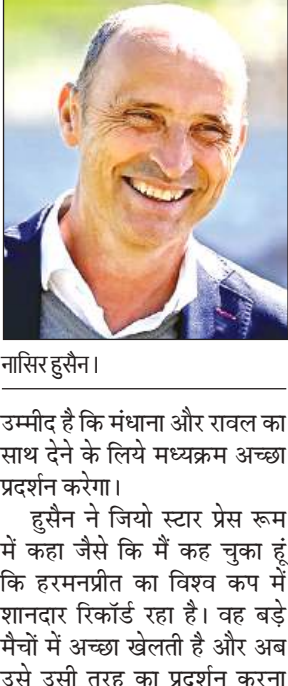 नासिर हुसैन।
उम्मीद है कि मंधाना और रावल का
साथ देने के लिये मध्यक्रम अच्छा
प्रदर्शन करेगा।
हुसैन ने जियो स्टार प्रेस रूम
में कहा जैसे कि मैं कह चुका हूं
कि हरमनप्रीत का विश्व कप में
शानदार रिकॉर्ड रहा है। वह बड़े
मैचों में अच्छा खेलती है और अब
उसे उसी तरह का प्रदर्शन करना